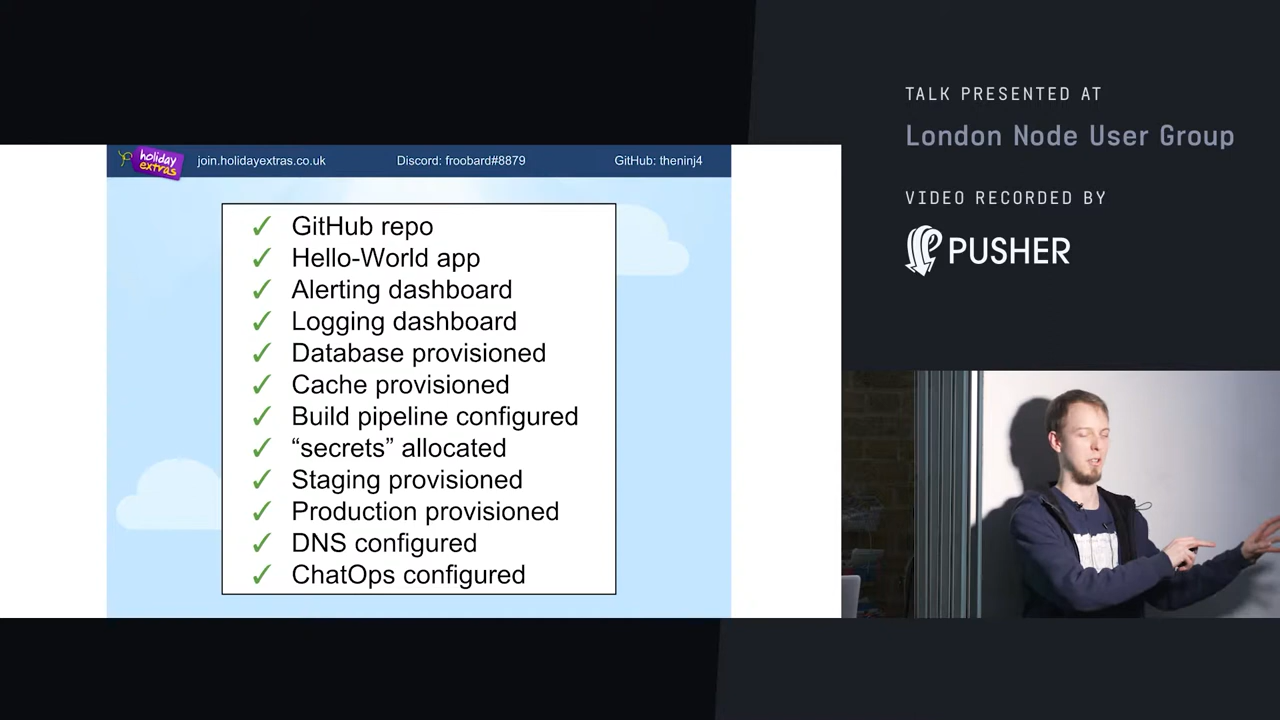 holiday
extras
join.holidayextras.co.uk
Discord: froobard#8879
GitHub: theninj4
✓ GitHub repo
✓ Hello-World app
✓ Alerting dashboard
✓ Logging dashboard
✓ Database provisioned
✓ Cache provisioned
✓ Build pipeline configured
✓ “secrets” allocated
✓ Staging provisioned
✓ Production provisioned
✓ DNS configured
✓ ChatOps configured
TALK PRESENTED AT
London Node User Group
VIDEO RECORDED BY
PUSHER